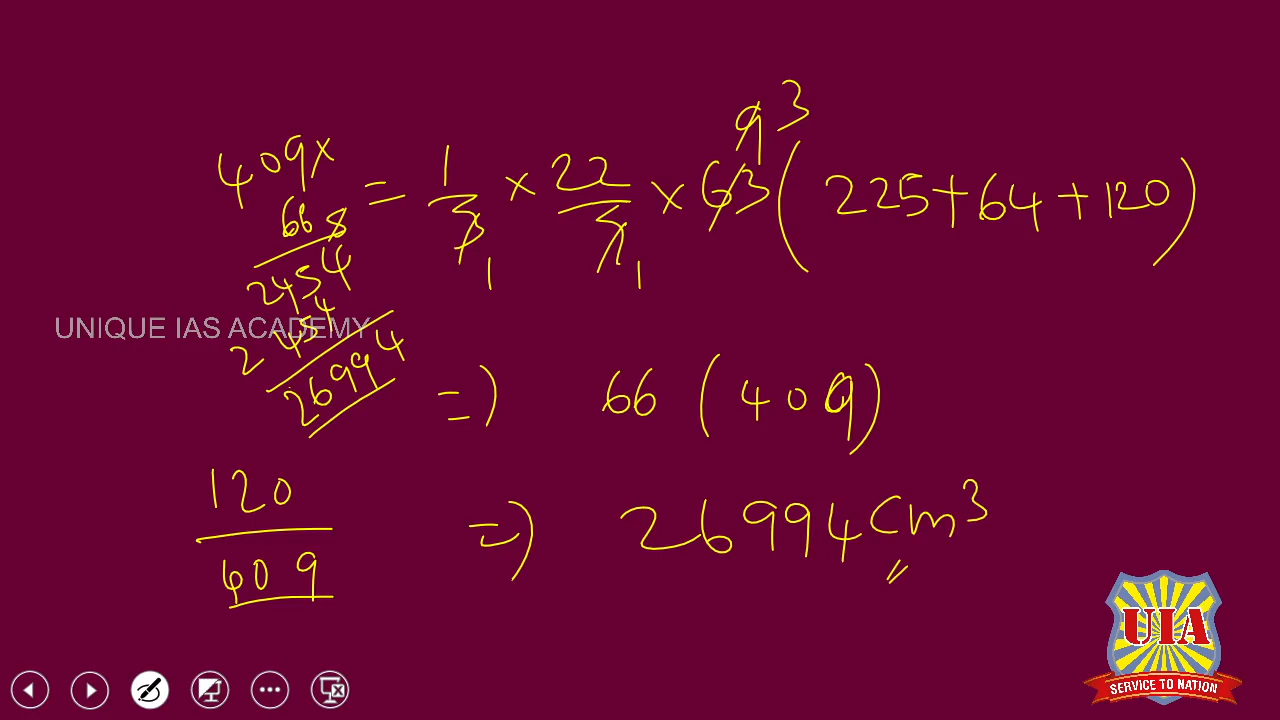 409x
66
2454
2454
26994
= 1/3 × 22/7 × 63 (225+64+120)
9 3
1 1
UNIQUE IAS ACADEMY
=) 66 (409)
120
409
=) 26994 Cm³
UIA
SERVICE TO NATION